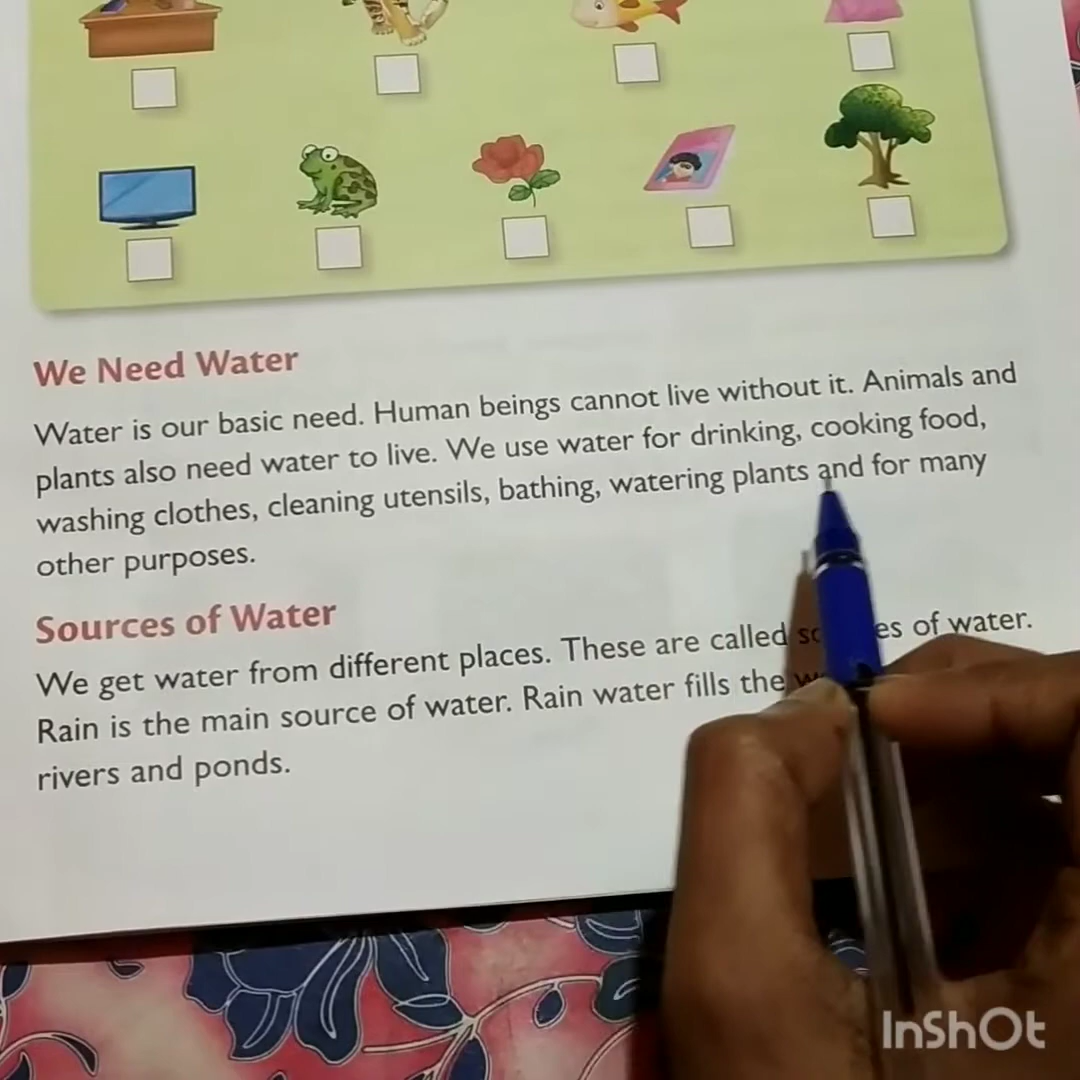 We Need Water
Water is our basic need. Human beings cannot live without it. Animals and
plants also need water to live. We use water for drinking, cooking food,
washing clothes, cleaning utensils, bathing, watering plants and for many
other purposes.
Sources of Water
We get water from different places. These are called of water.
Rain is the main source of water. Rain water fills the
rivers and ponds.
InShOt